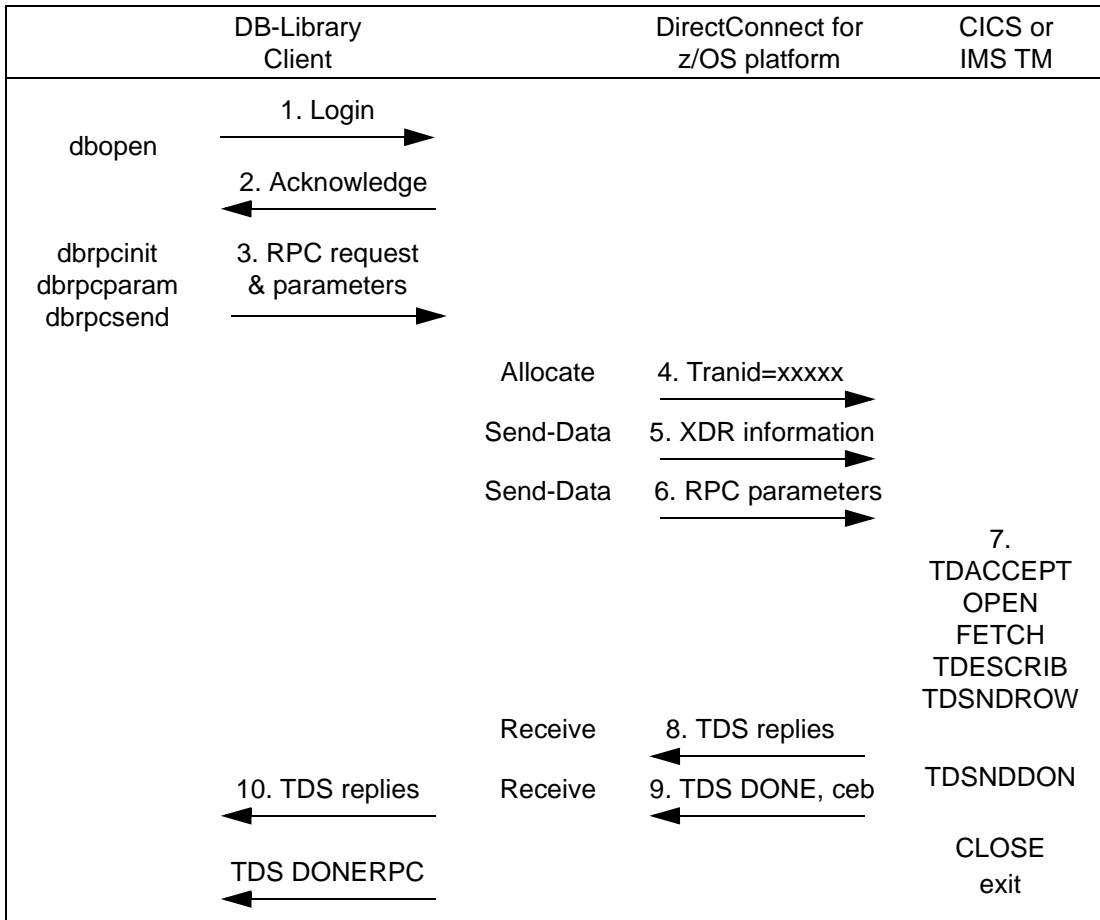 DB-Library
Client
DirectConnect for
z/OS platform
CICS or
IMS TM
1. Login
dbopen
2. Acknowledge
dbrpcinit
dbrpcparam
dbrpcsend
3. RPC request
& parameters
Allocate
4. Tranid=xxxxx
Send-Data
5. XDR information
Send-Data
6. RPC parameters
7.
TDACCEPT
OPEN
FETCH
TDESCRIB
TDSNDROW
Receive
8. TDS replies
TDSNDDON
10. TDS replies
Receive
9. TDS DONE, ceb
CLOSE
exit
TDS DONERPC